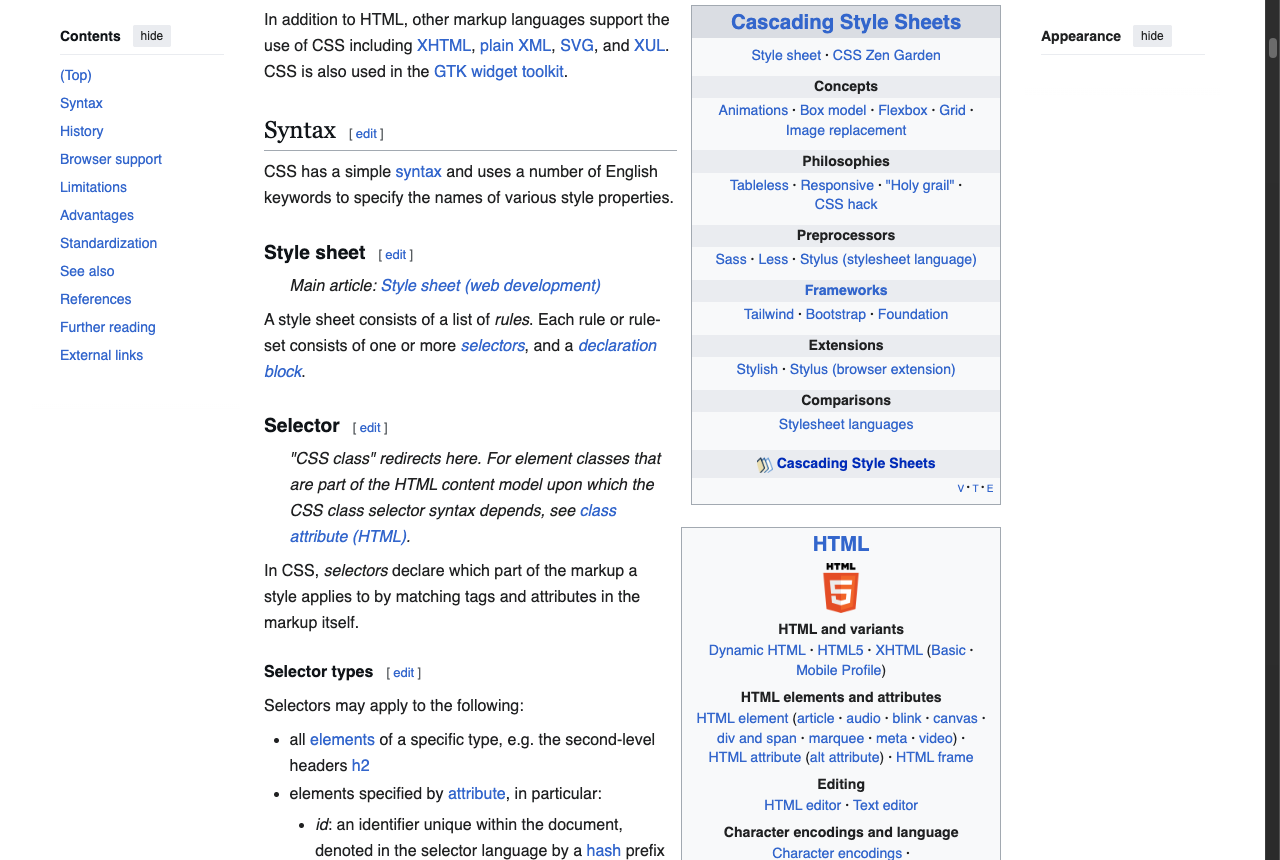 Contents hide
(Top)
Syntax
History
Browser support
Limitations
Advantages
Standardization
See also
References
Further reading
External links
In addition to HTML, other markup languages support the
use of CSS including XHTML, plain XML, SVG, and XUL.
CSS is also used in the GTK widget toolkit.
Syntax [ edit ]
CSS has a simple syntax and uses a number of English
keywords to specify the names of various style properties.
Style sheet [ edit ]
Main article: Style sheet (web development)
A style sheet consists of a list of rules. Each rule or rule-
set consists of one or more selectors, and a declaration
block.
Selector [ edit ]
"CSS class" redirects here. For element classes that
are part of the HTML content model upon which the
CSS class selector syntax depends, see class
attribute (HTML).
In CSS, selectors declare which part of the markup a
style applies to by matching tags and attributes in the
markup itself.
Selector types [ edit ]
Selectors may apply to the following:
• all elements of a specific type, e.g. the second-level
headers h2
• elements specified by attribute, in particular:
• id: an identifier unique within the document,
denoted in the selector language by a hash prefix
Cascading Style Sheets
Style sheet · CSS Zen Garden
Concepts
Animations · Box model · Flexbox · Grid ·
Image replacement
Philosophies
Tableless · Responsive · "Holy grail" ·
CSS hack
Preprocessors
Sass · Less · Stylus (stylesheet language)
Frameworks
Tailwind · Bootstrap · Foundation
Extensions
Stylish · Stylus (browser extension)
Comparisons
Stylesheet languages
Cascading Style Sheets
V · T · E
HTML
HTML
5
HTML and variants
Dynamic HTML · HTML5 · XHTML (Basic ·
Mobile Profile)
HTML elements and attributes
HTML element (article · audio · blink · canvas ·
div and span · marquee · meta · video) ·
HTML attribute (alt attribute) · HTML frame
Editing
HTML editor · Text editor
Character encodings and language
Character encodings ·
Appearance hide